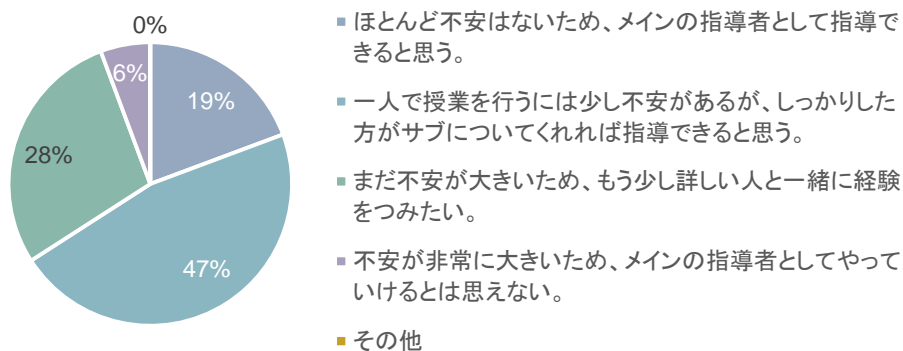 0%
6%
19%
28%
47%
ほとんど不安はないため、メインの指導者として指導で
きると思う。
一人で授業を行うには少し不安があるが、しっかりした
方がサブについてくれれば指導できると思う。
まだ不安が大きいため、もう少し詳しい人と一緒に経験
をつみたい。
不安が非常に大きいため、メインの指導者としてやって
いけるとは思えない。
その他